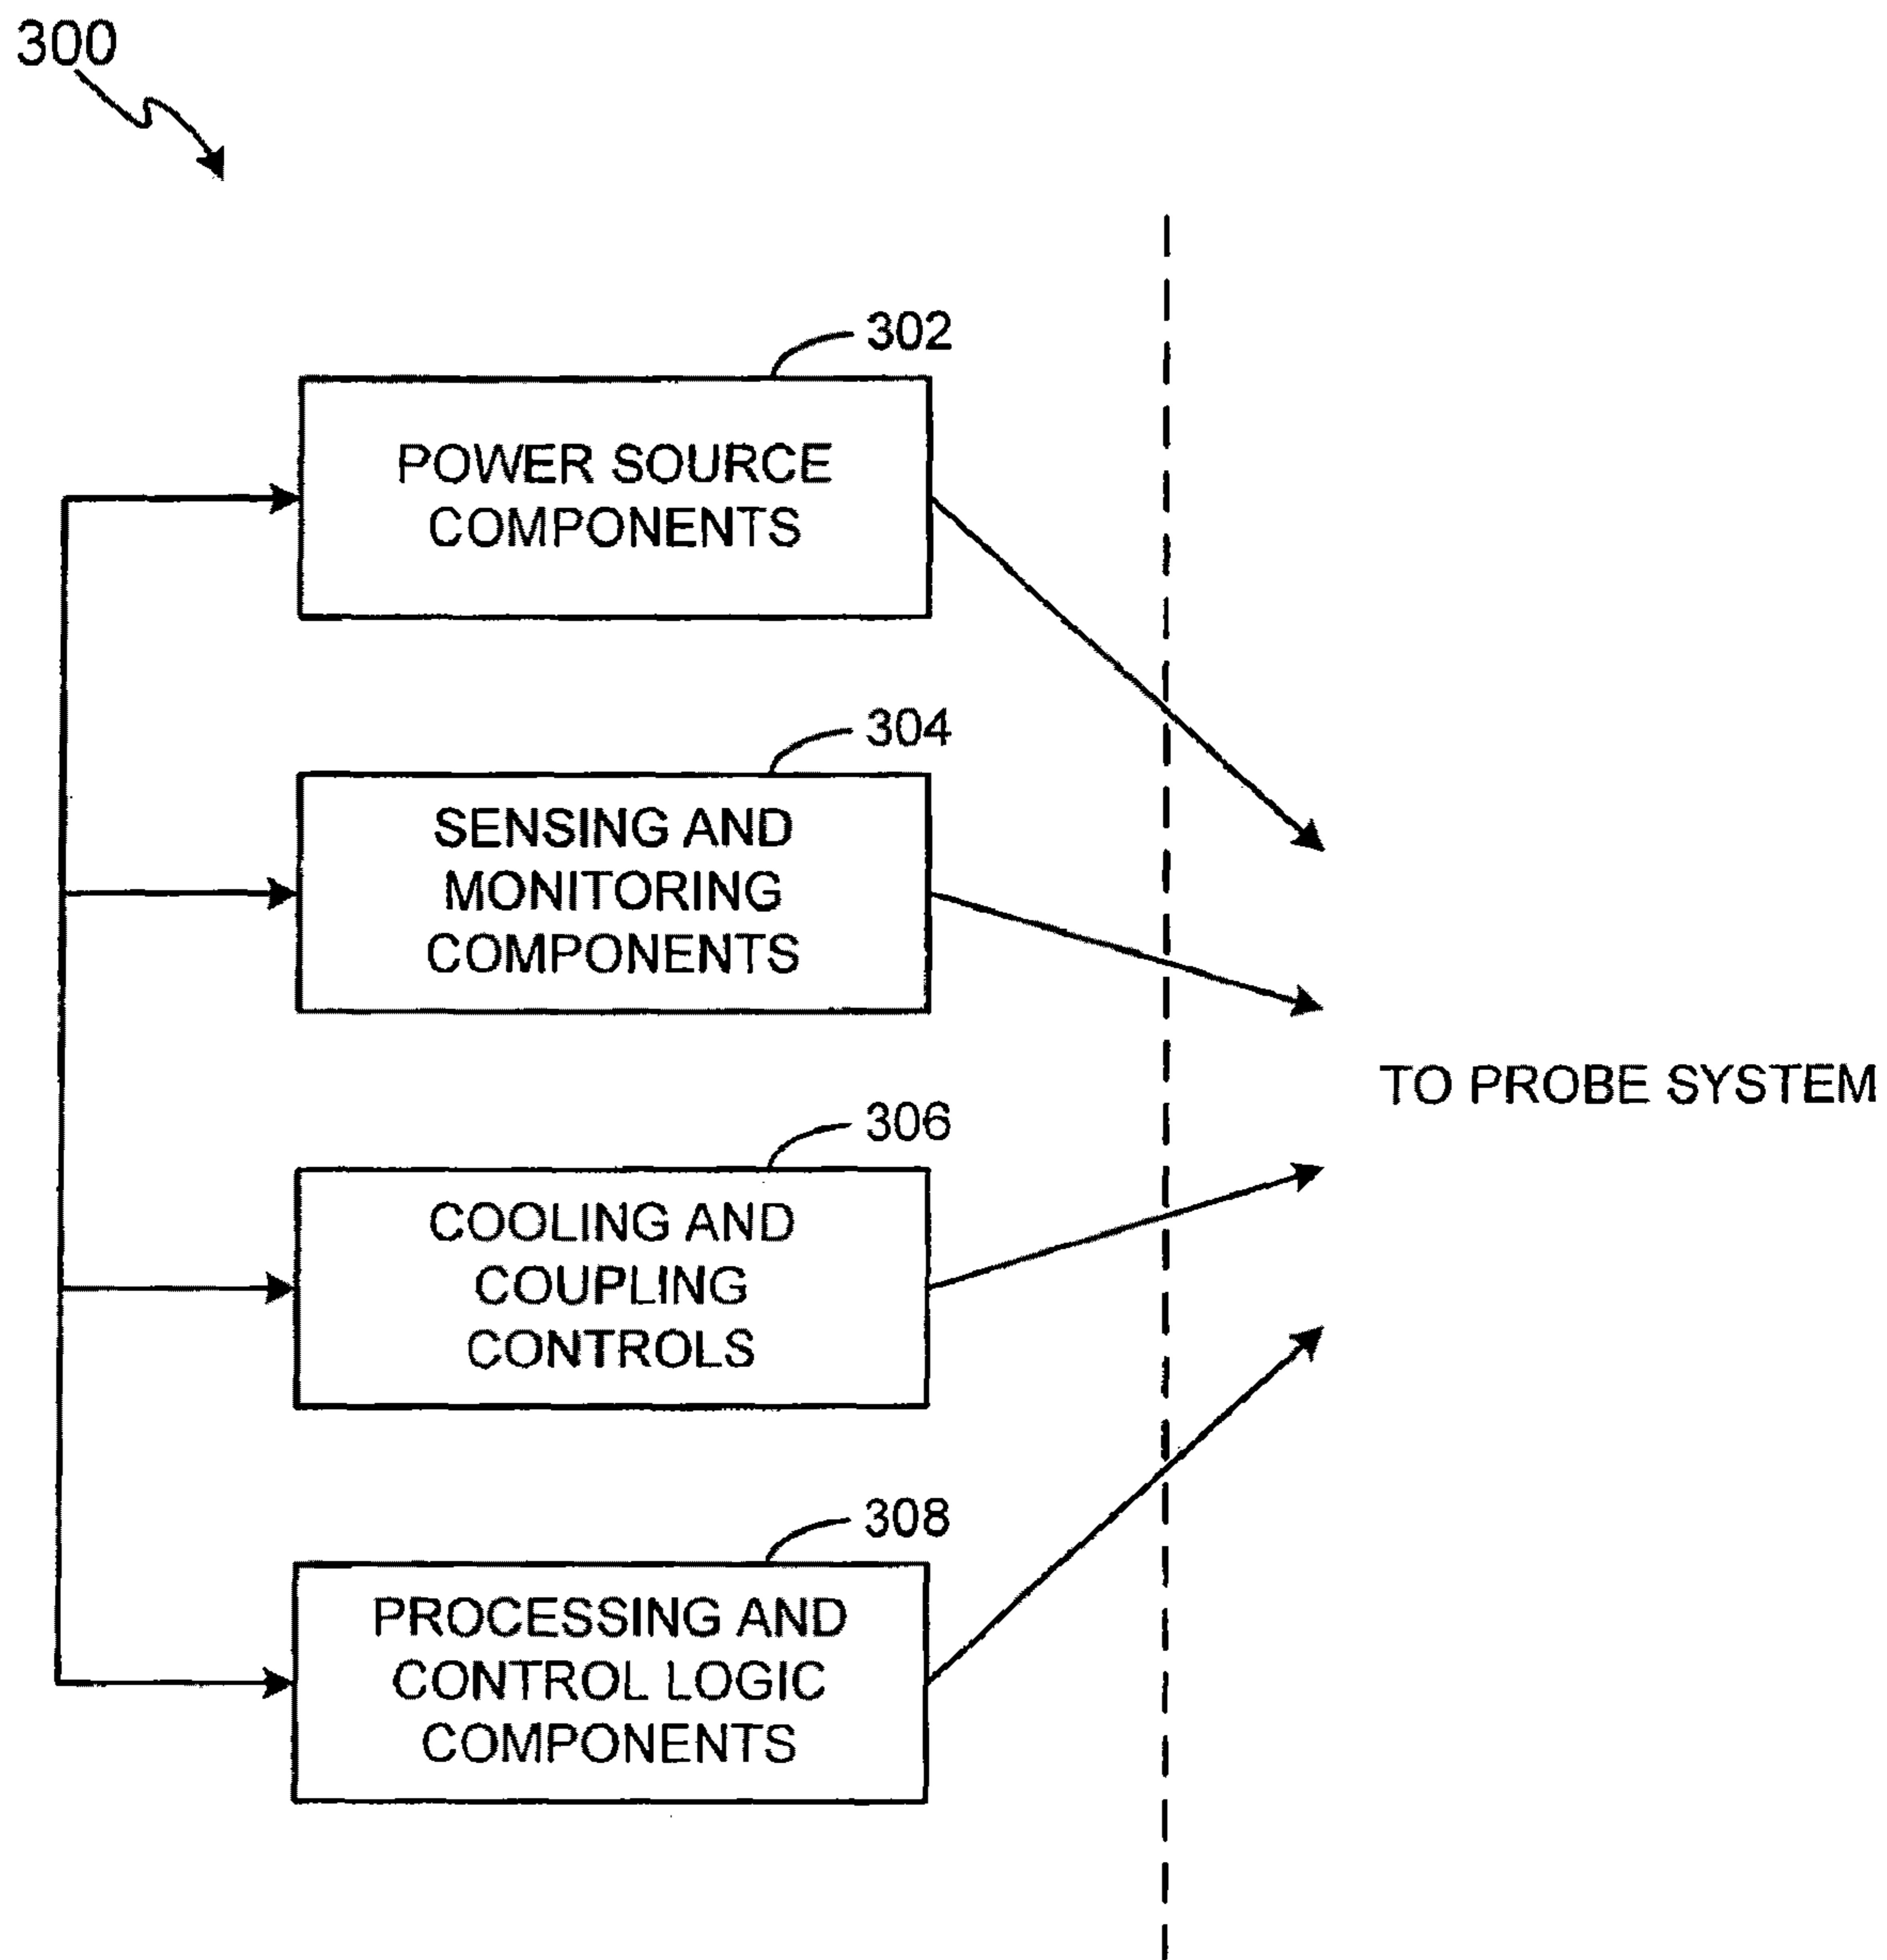 300
302
POWER SOURCE
COMPONENTS
304
SENSING AND
MONITORING
COMPONENTS
TO PROBE SYSTEM
306
COOLING AND
COUPLING
CONTROLS
308
PROCESSING AND
CONTROL LOGIC
COMPONENTS